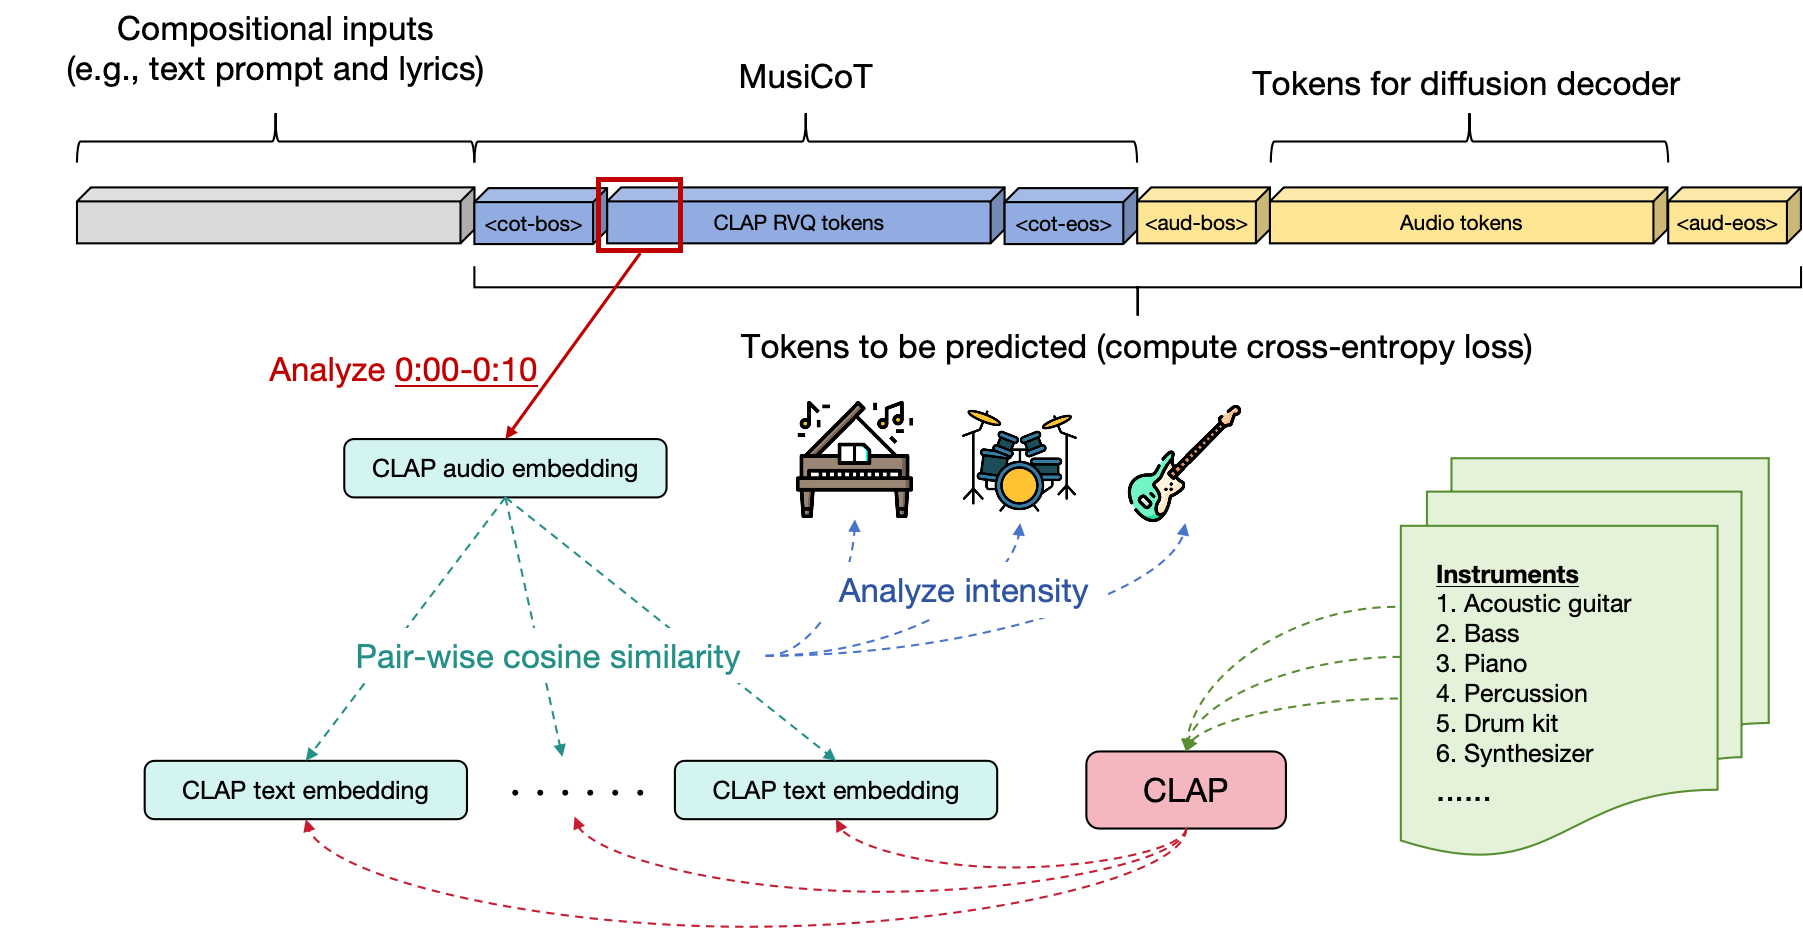 Compositional inputs
(e.g., text prompt and lyrics)
MusiCoT
Tokens for diffusion decoder
<cot-bos>
CLAP RVQ tokens
<cot-eos>
<aud-bos>
Audio tokens
<aud-eos>
Tokens to be predicted (compute cross-entropy loss)
Analyze 0:00-0:10
CLAP audio embedding
Analyze intensity
Pair-wise cosine similarity
CLAP text embedding
......
CLAP text embedding
CLAP
Instruments
1. Acoustic guitar
2. Bass
3. Piano
4. Percussion
5. Drum kit
6. Synthesizer
......